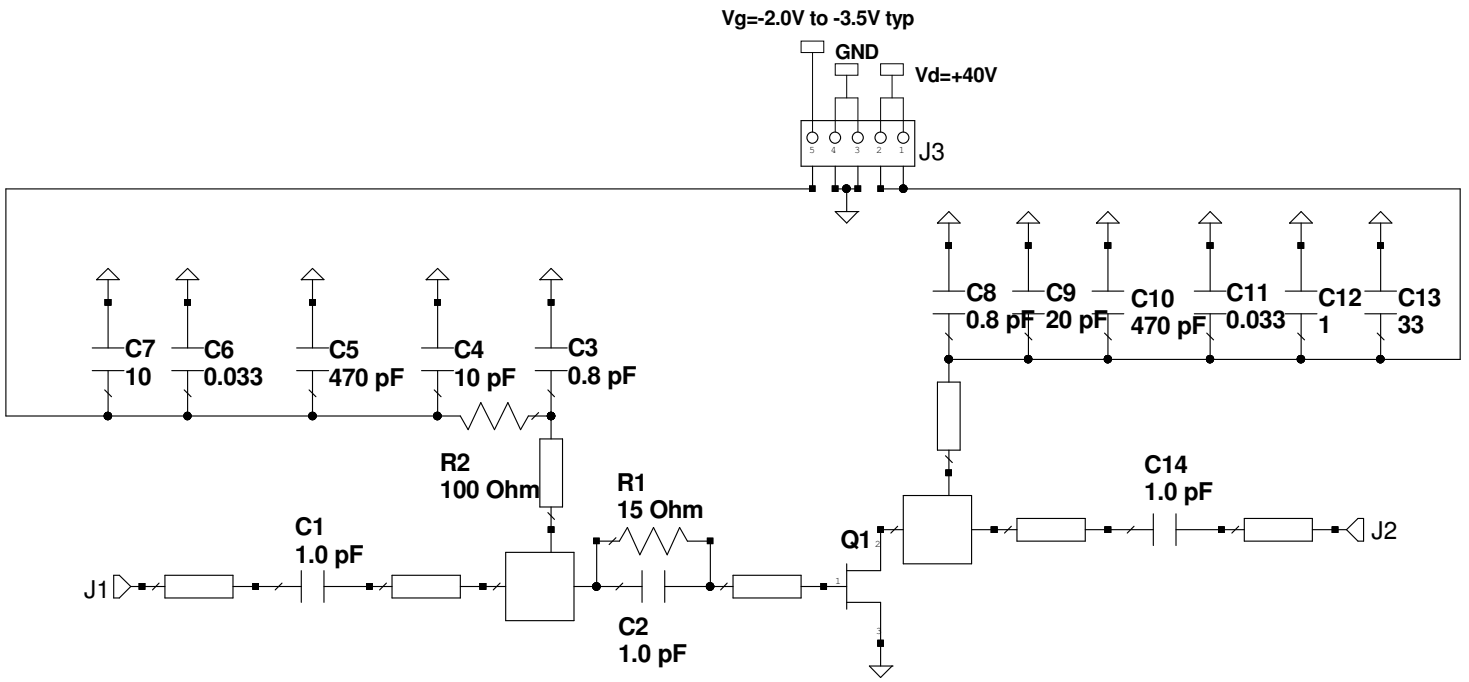 Vg=-2.0V to -3.5V typ
GND
Vd=+40V
5 4 3 2 1
J3
C8
0.8 pF
C9
20 pF
C10
470 pF
C11
0.033
C12
1
C13
33
C7
10
C6
0.033
C5
470 pF
C4
10 pF
C3
0.8 pF
R2
100 Ohm
R1
15 Ohm
C14
1.0 pF
C1
1.0 pF
Q1
2
J2
J1
1
C2
1.0 pF
3